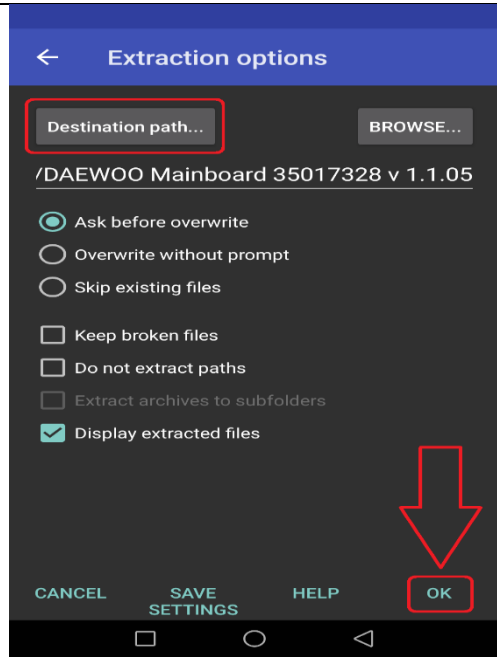 Extraction options
Destination path... BROWSE...
/DAEWOO Mainboard 35017328 v 1.1.05
Ask before overwrite
Overwrite without prompt
Skip existing files
Keep broken files
Do not extract paths
Extract archives to subfolders
Display extracted files
CANCEL SAVE SETTINGS HELP OK